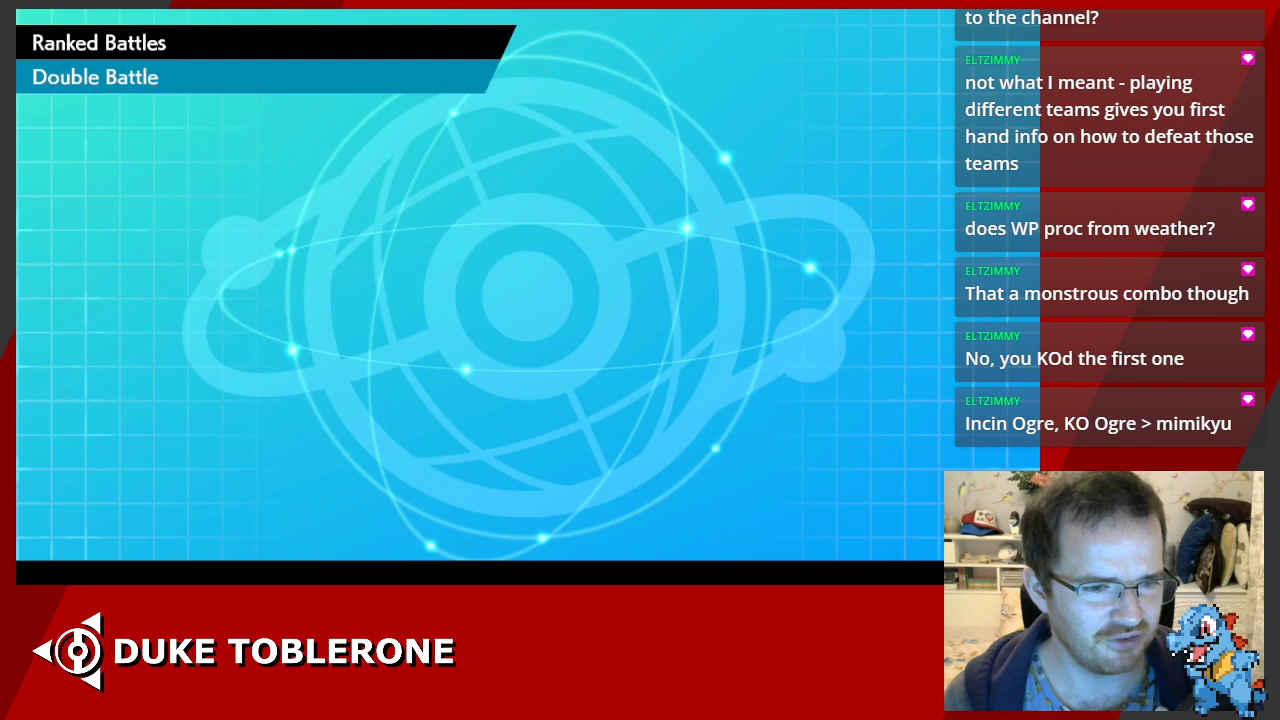 Ranked Battles
Double Battle
to the channel?
ELTZIMMY
not what I meant - playing
different teams gives you first
hand info on how to defeat those
teams
ELTZIMMY
does WP proc from weather?
ELTZIMMY
That a monstrous combo though
ELTZIMMY
No, you KOd the first one
ELTZIMMY
Incin Ogre, KO Ogre > mimikyu
DUKE TOBLERONE